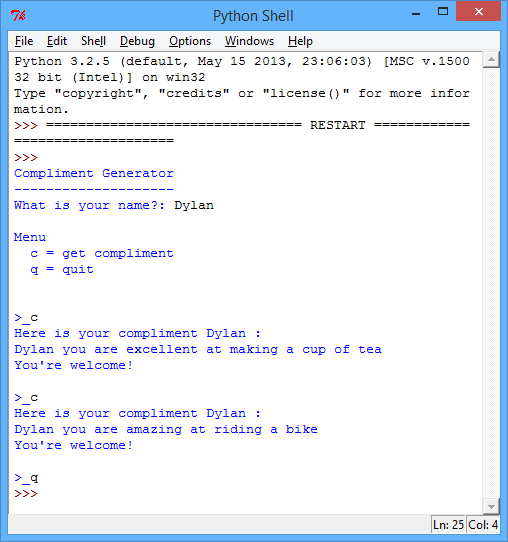 Python Shell
File Edit Shell Debug Options Windows Help
Python 3.2.5 (default, May 15 2013, 23:06:03) [MSC v.1500
32 bit (Intel)] on win32
Type "copyright", "credits" or "license()" for more infor
mation.
>>> ================================ RESTART ============
====================
>>>
Compliment Generator
--------------------
What is your name?: Dylan
Menu
  c = get compliment
  q = quit
>_c
Here is your compliment Dylan :
Dylan you are excellent at making a cup of tea
You're welcome!
>_c
Here is your compliment Dylan :
Dylan you are amazing at riding a bike
You're welcome!
>_q
>>>
Ln: 25 Col: 4